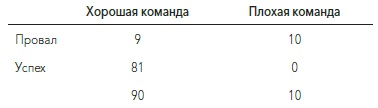 Хорошая команда Плохая команда
Провал 9 10
Успех 81 0
90 10